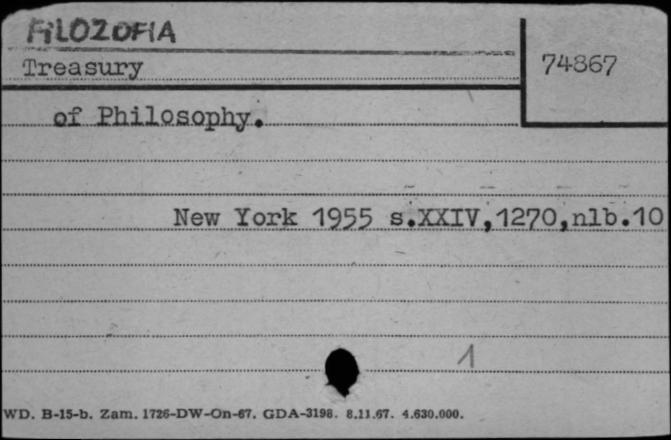 FILOZOFIA
Treasury
74867
of Philosophy.
New York 1955 s.XXIV,1270,nlb.10
1
WD. B-15-b. Zam. 1726-DW-On-67. GDA-3198. 8.11.67. 4.630.000.